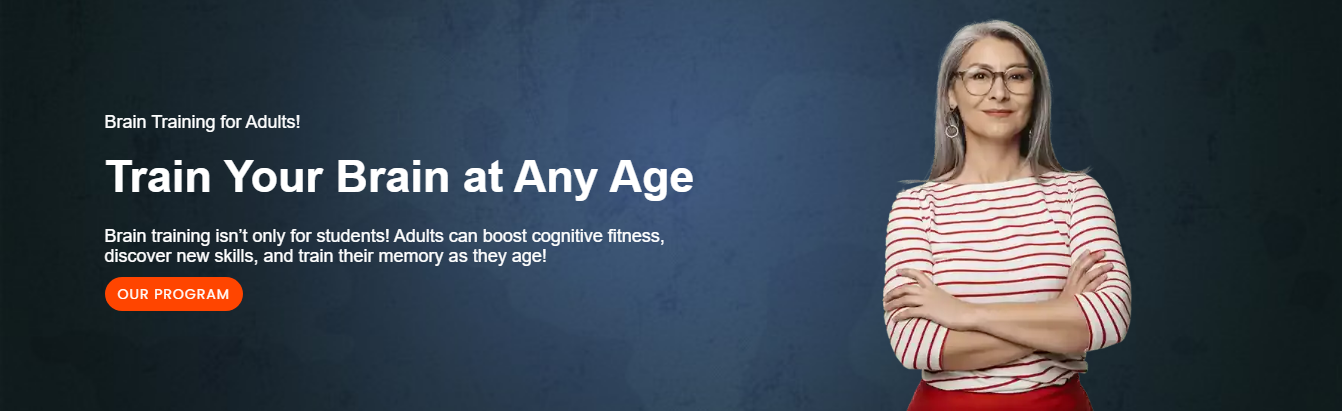 Brain Training for Adults!
Train Your Brain at Any Age
Brain training isn’t only for students! Adults can boost cognitive fitness,
discover new skills, and train their memory as they age!
OUR PROGRAM